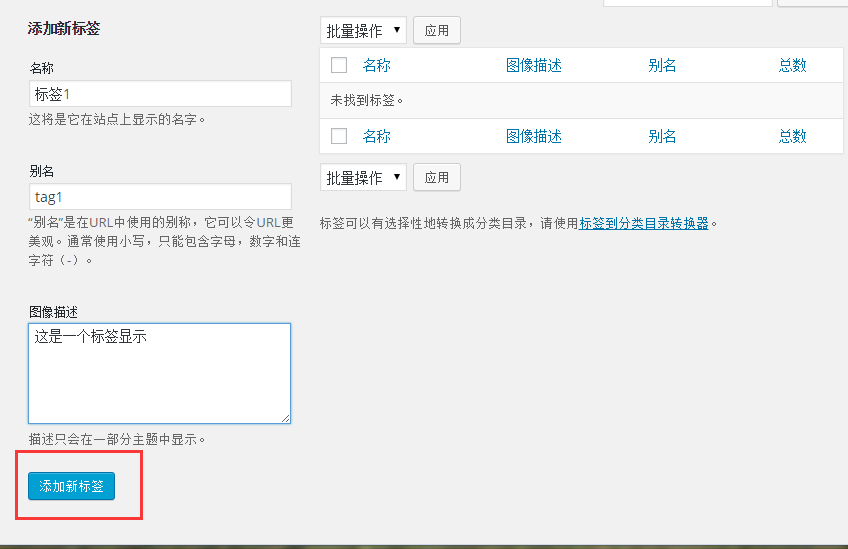 添加新标签
名称
标签1
这将是它在站点上显示的名字。
别名
tag1
“别名”是在URL中使用的别称，它可以令URL更
美观。通常使用小写，只能包含字母，数字和连
字符（-）。
图像描述
这是一个标签显示
描述只会在一部分主题中显示。
添加新标签
批量操作 应用
名称 图像描述 别名 总数
未找到标签。
名称 图像描述 别名 总数
批量操作 应用
标签可以有选择性地转换成分类目录，请使用标签到分类目录转换器。